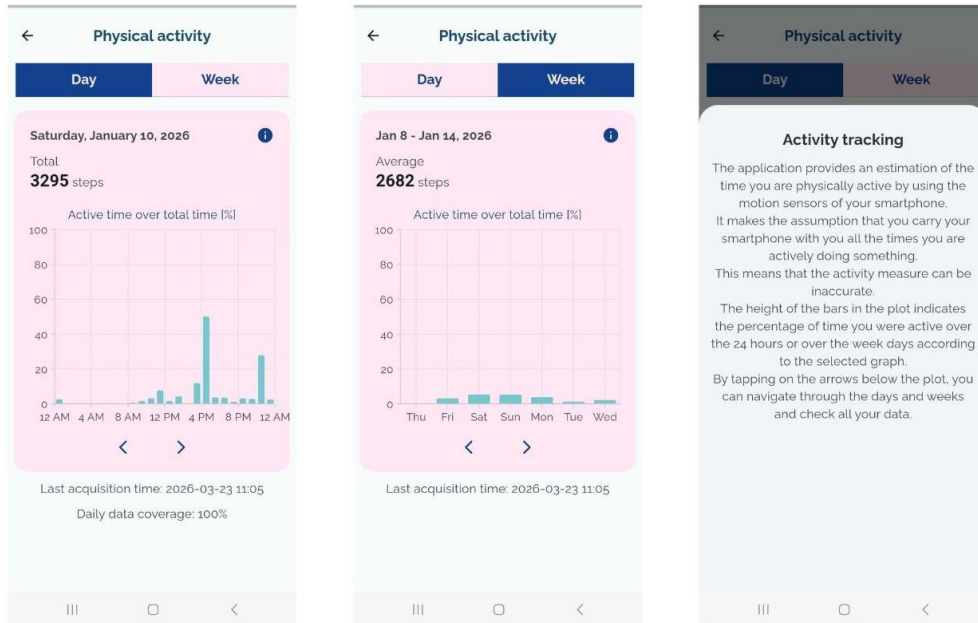 Physical activity
Day Week
Saturday, January 10, 2026
Total
3295 steps
Active time over total time [%]
100
80
60
40
20
0
12 AM 4 AM 8 AM 12 PM 4 PM 8 PM 12 AM
Last acquisition time: 2026-03-23 11:05
Daily data coverage: 100%
Physical activity
Day Week
Jan 8 - Jan 14, 2026
Average
2682 steps
Active time over total time [%]
100
80
60
40
20
0
Thu Fri Sat Sun Mon Tue Wed
Last acquisition time: 2026-03-23 11:05
Physical activity
Day Week
Activity tracking
The application provides an estimation of the
time you are physically active by using the
motion sensors of your smartphone.
It makes the assumption that you carry your
smartphone with you all the times you are
actively doing something.
This means that the activity measure can be
inaccurate.
The height of the bars in the plot indicates
the percentage of time you were active over
the 24 hours or over the week days according
to the selected graph.
By tapping on the arrows below the plot, you
can navigate through the days and weeks
and check all your data.